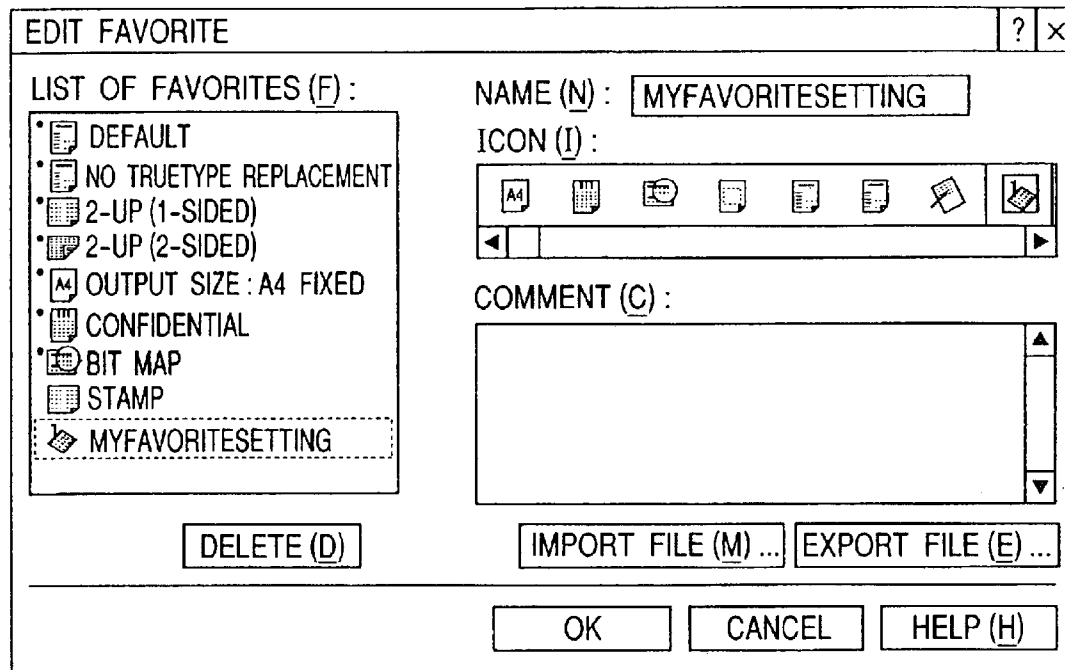 EDIT FAVORITE ? ×
LIST OF FAVORITES (F) :
DEFAULT
NO TRUETYPE REPLACEMENT
2-UP (1-SIDED)
2-UP (2-SIDED)
A4 OUTPUT SIZE : A4 FIXED
CONFIDENTIAL
BIT MAP
STAMP
MYFAVORITESETTING
DELETE (D)
NAME (N) : MYFAVORITESETTING
ICON (I) :
A4
COMMENT (C) :
IMPORT FILE (M) ... EXPORT FILE (E) ...
OK CANCEL HELP (H)